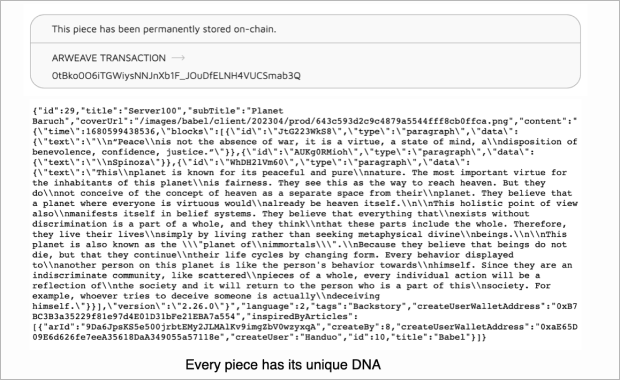 This piece has been permanently stored on-chain.
ARWEAVE TRANSACTION →
0tBko0O6iTGWiysNNJnXb1F_JOuDfELNH4VUCSmab3Q
{"id":29,"title":"Server100","subTitle":"Planet
Baruch","coverUrl":"/images/babel/client/202304/prod/643c593d2c9c4879a5544fff8cb0ffca.png","content":"
{\"time\":1680599438536,\"blocks\":[{\"id\":\"JtG223WkS8\",\"type\":\"paragraph\",\"data\":
{\"text\":\"\\n“Peace\\nis not the absence of war, it is a virtue, a state of mind, a\\ndisposition of
benevolence, confidence, justice.”\"}},{\"id\":\"AURg0RMioh\",\"type\":\"paragraph\",\"data\":
{\"text\":\"\\nSpinoza\"}},{\"id\":\"WhDH2lVm60\",\"type\":\"paragraph\",\"data\":
{\"text\":\"This\\nplanet is known for its peaceful and pure\\nnature. The most important virtue for
the inhabitants of this planet\\nis fairness. They see this as the way to reach heaven. But they
do\\nnot conceive of the concept of heaven as a separate space from their\\nplanet. They believe that
a planet where everyone is virtuous would\\nalready be heaven itself.\\n\\nThis holistic point of view
also\\nmanifests itself in belief systems. They believe that everything that\\nexists without
discrimination is a part of a whole, and they think\\nthat these parts include the whole. Therefore,
they live their lives\\nsimply by living rather than seeking metaphysical divine\\nbeings.\\n\\nThis
planet is also known as the \\\"planet of\\nimmortals\\\".\\nBecause they believe that beings do not
die, but that they continue\\ntheir life cycles by changing form. Every behavior displayed
to\\nanother person on this planet is like the person's behavior towards\\nhimself. Since they are an
indiscriminate community, like scattered\\npieces of a whole, every individual action will be a
reflection of\\nthe society and it will return to the person who is a part of this\\nsociety. For
example, whoever tries to deceive someone is actually\\ndeceiving
himself.\"}}],\"version\":\"2.26.0\"}","language":2,"tags":"Backstory","createUserWalletAddress":"0xB7
BC3B3a35229f81e97d4E01D31bFe21EBA7a554","inspiredByArticles":
[{"arId":"9Da6JpsKS5e500jrbtEMy2JLMAlKv9imgZbV0wzyxqA","createBy":8,"createUserWalletAddress":"0xaE65D
09E6d626fe7eeA35618DaA349055a57118e","createUser":"Handuo","id":10,"title":"Babel"}]}
Every piece has its unique DNA